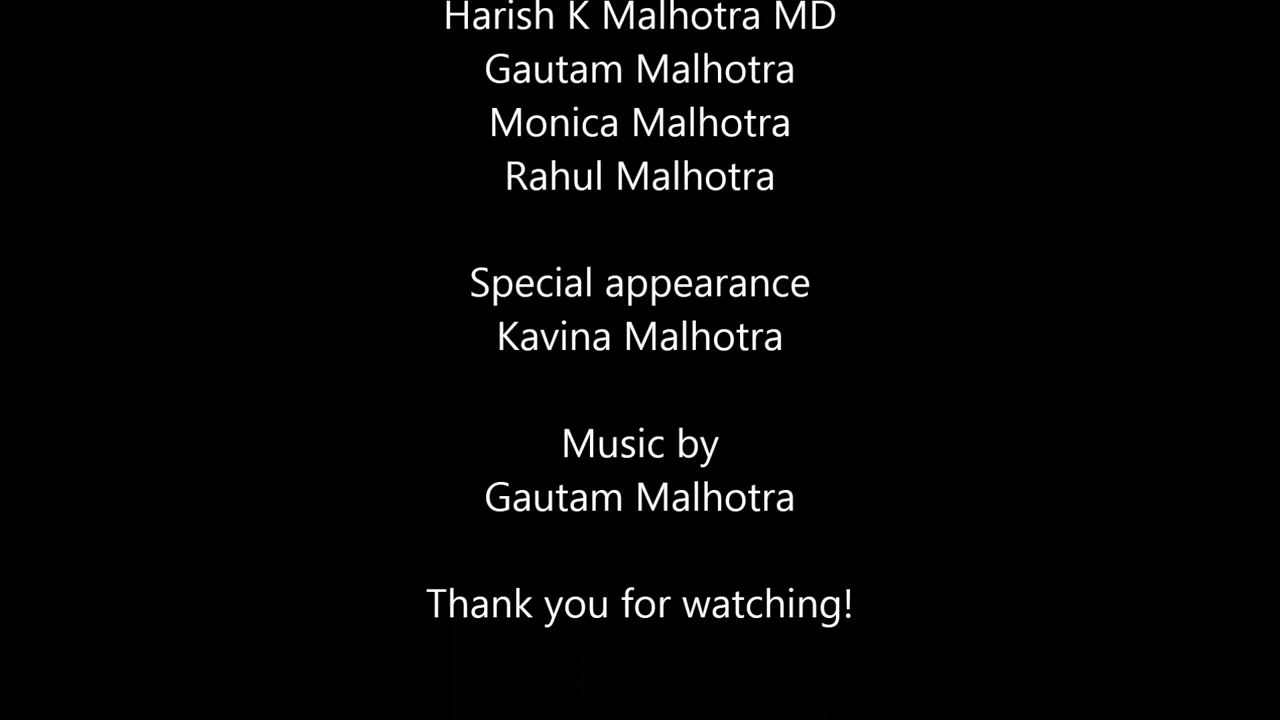 Harish K Malhotra MD
Gautam Malhotra
Monica Malhotra
Rahul Malhotra
Special appearance
Kavina Malhotra
Music by
Gautam Malhotra
Thank you for watching!